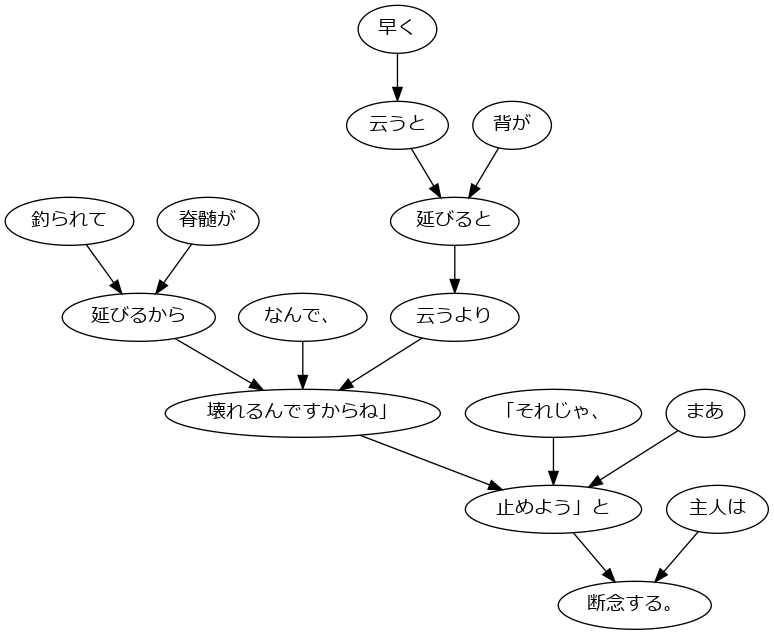 早く
云うと
背が
釣られて
脊髄が
延びると
延びるから
なんで、
云うより
壊れるんですからね」
「それじゃ、
まあ
止めよう」と
主人は
断念する。